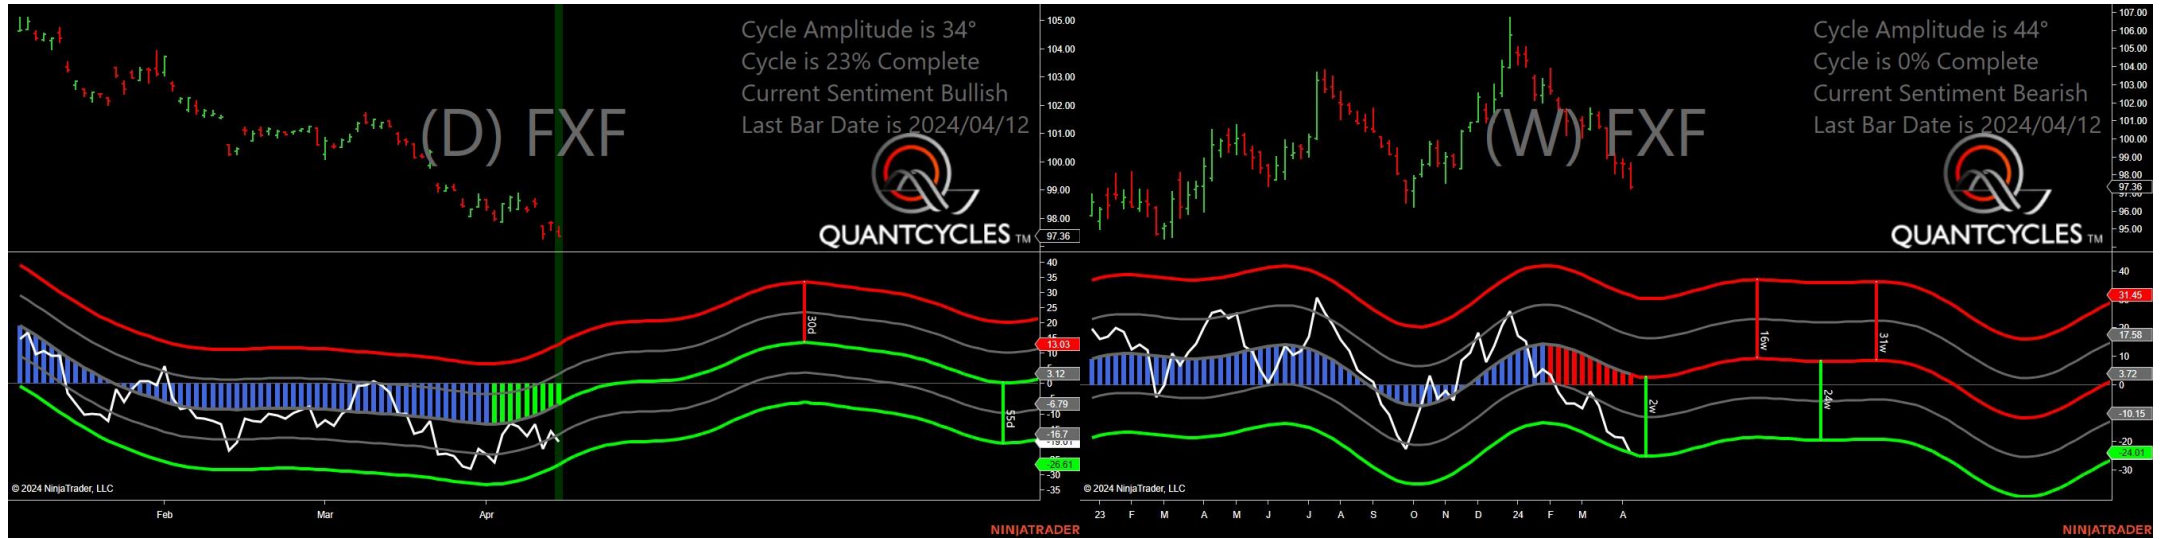 Cycle Amplitude is 34°
Cycle is 23% Complete
Current Sentiment Bullish
Last Bar Date is 2024/04/12
(D) FXF
QUANTCYCLES TM
105.00
104.00
103.00
102.00
101.00
100.00
99.00
98.00
97.36
40
35
30
25
20
15
13.03
10
3.12
0
-6.79
-10
-16.7
-26.61
-30
-35
30d
55d
© 2024 NinjaTrader, LLC
Feb
Mar
Apr
NINJATRADER
Cycle Amplitude is 44°
Cycle is 0% Complete
Current Sentiment Bearish
Last Bar Date is 2024/04/12
(W) FXF
QUANTCYCLES TM
107.00
106.00
105.00
104.00
103.00
102.00
101.00
100.00
99.00
98.00
97.36
96.00
95.00
40
31.45
20
17.58
10
3.72
0
-10.15
-20
-24.01
-30
2w
16w
24w
31w
© 2024 NinjaTrader, LLC
23
F
M
A
M
J
J
A
S
O
N
D
24
F
M
A
NINJATRADER